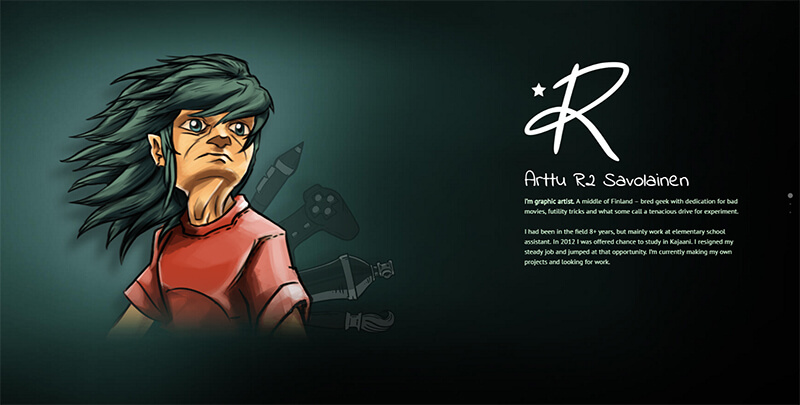 R
Arttu R2 Savolainen
I'm graphic artist. A middle of Finland – bred geek with dedication for bad
movies, futility tricks and what some call a tenacious drive for experiment.
I had been in the field 8+ years, but mainly work at elementary school
assistant. In 2012 I was offered chance to study in Kajaani. I resigned my
steady job and jumped at that opportunity. I'm currently making my own
projects and looking for work.